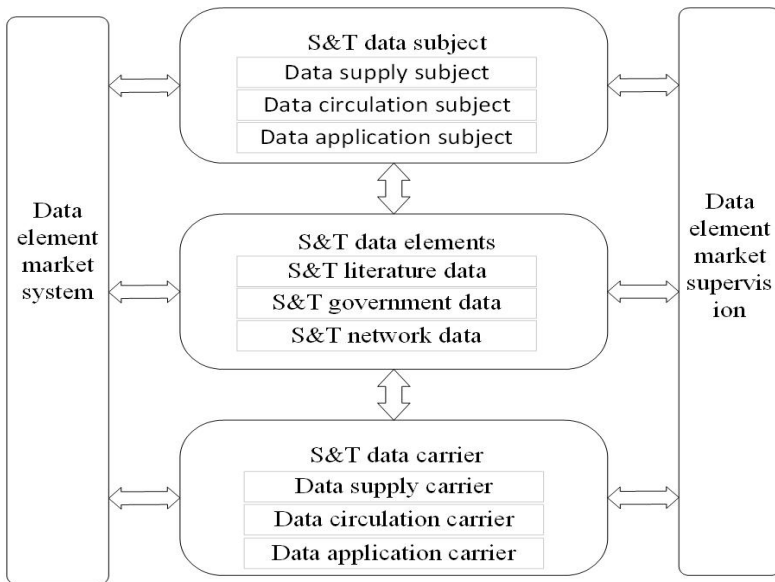 Data
element
market
system
S&T data subject
Data supply subject
Data circulation subject
Data application subject
S&T data elements
S&T literature data
S&T government data
S&T network data
S&T data carrier
Data supply carrier
Data circulation carrier
Data application carrier
Data
element
market
supervis
ion